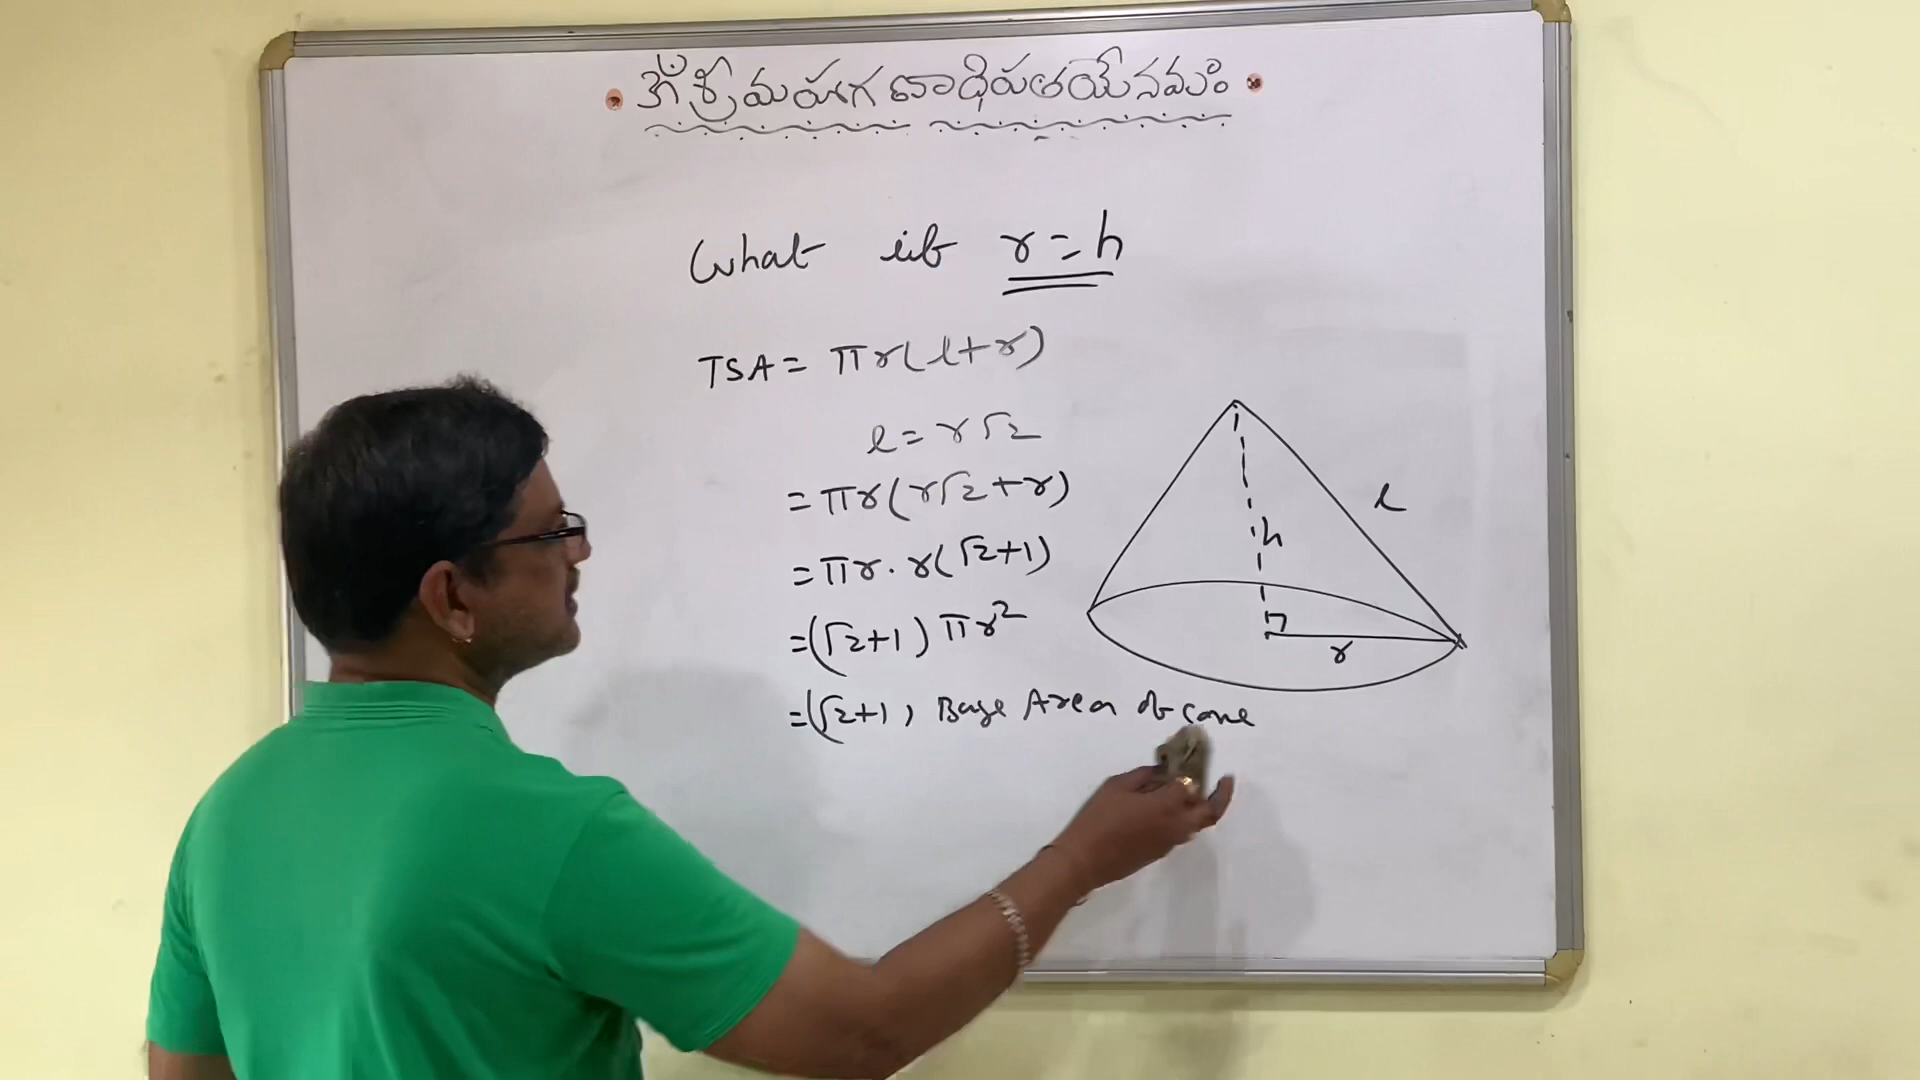 ఓం శ్రీ మహాగణాధిపతయేనమః
What if r=h
TSA = πr(l+r)
l = r√2
= πr(r√2+r)
= πr·r(√2+1)
= (√2+1) πr²
= (√2+1) Base Area of cone
l
h
r